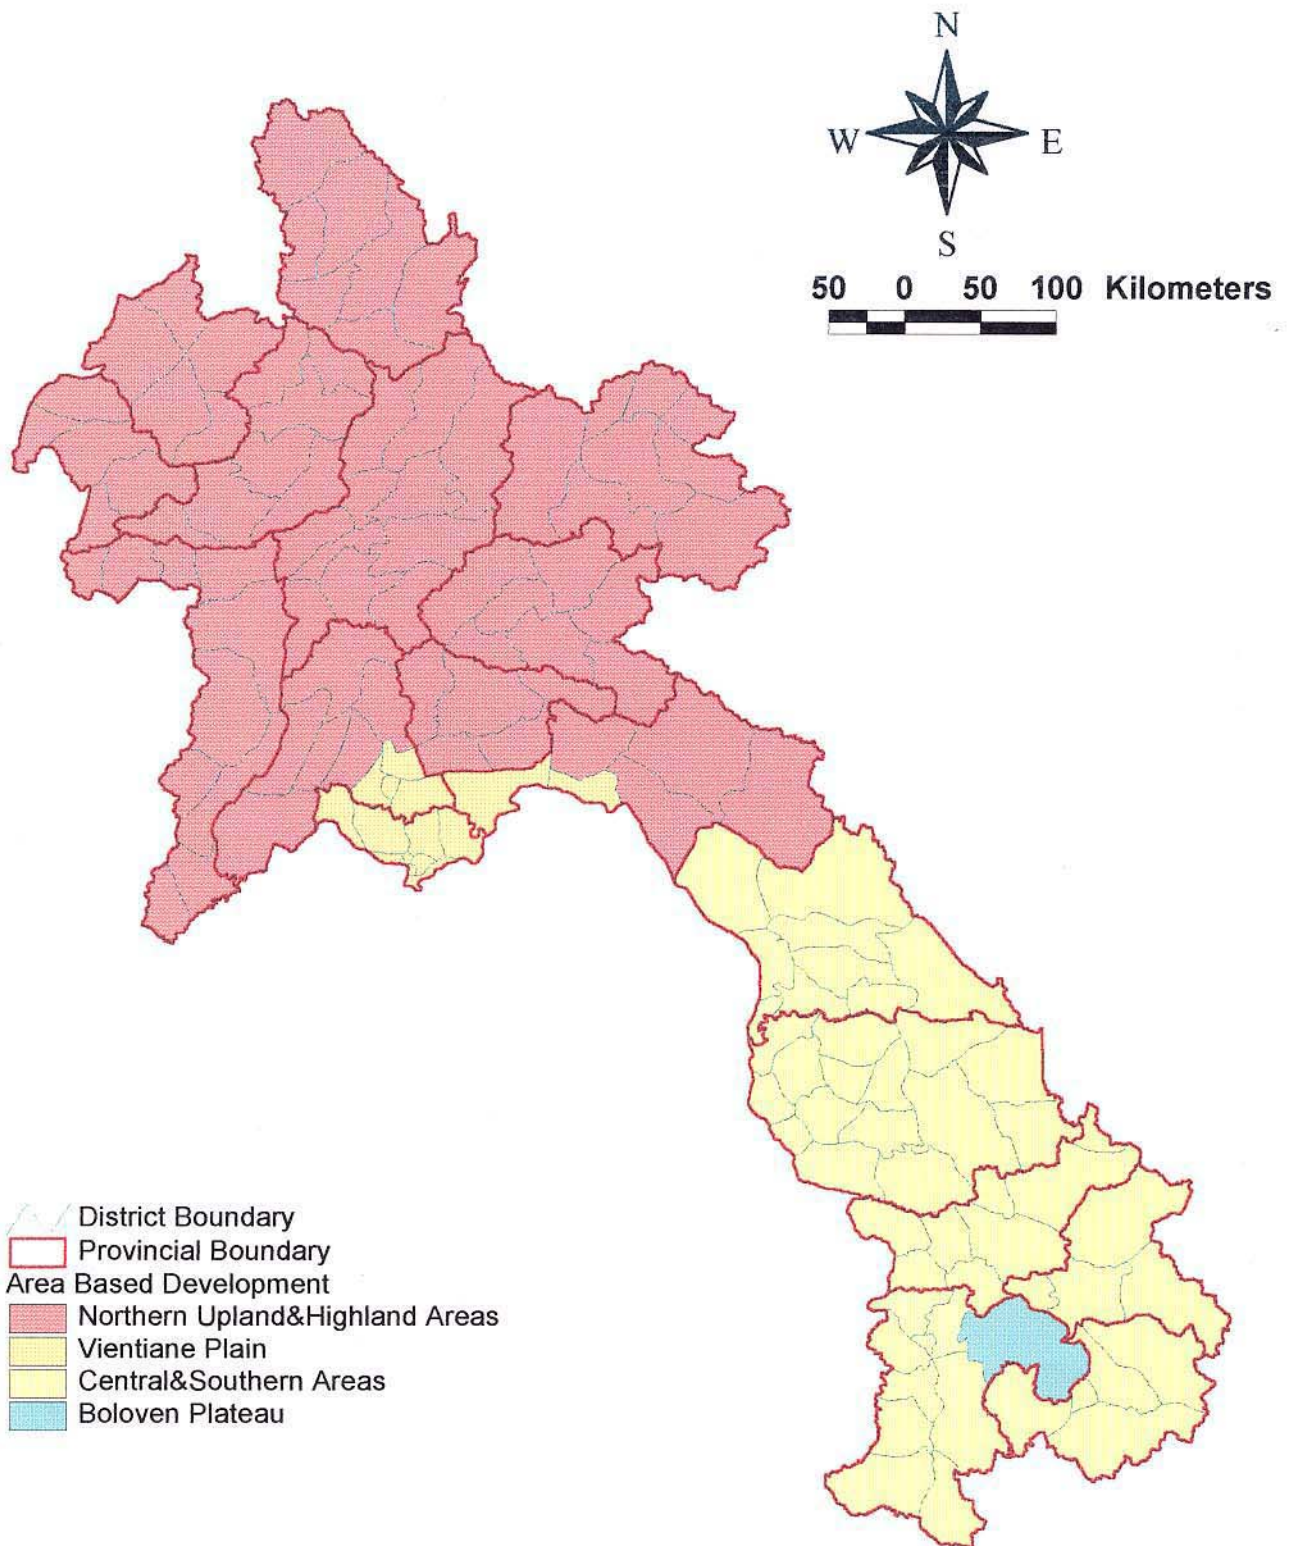 N
W E
S
50 0 50 100 Kilometers
District Boundary
Provincial Boundary
Area Based Development
Northern Upland&Highland Areas
Vientiane Plain
Central&Southern Areas
Boloven Plateau